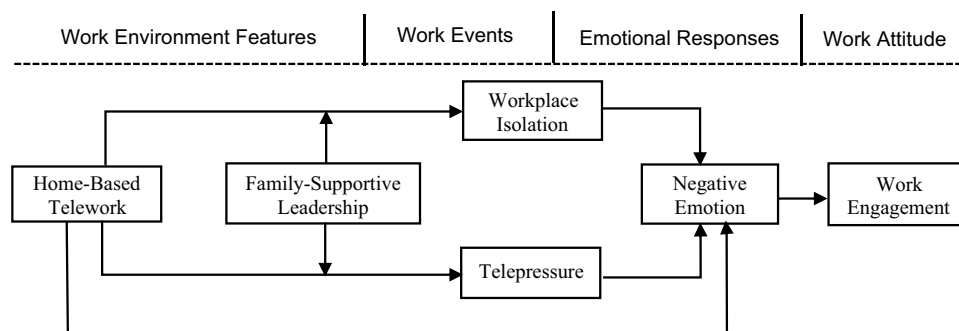 Work Environment Features
Work Events
Emotional Responses
Work Attitude
Workplace
Isolation
Home-Based
Telework
Family-Supportive
Leadership
Negative
Emotion
Work
Engagement
Telepressure